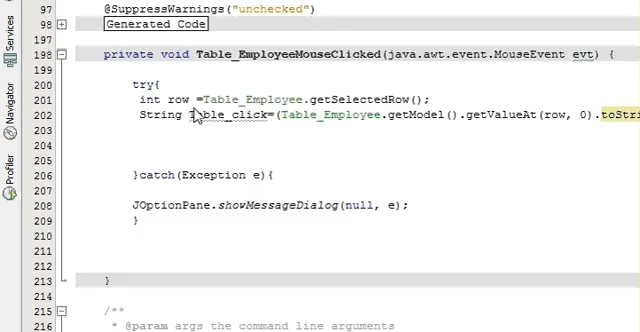 Services
Navigator
Profiler
97 @SuppressWarnings("unchecked")
98 Generated Code
197
198 private void Table_EmployeeMouseClicked(java.awt.event.MouseEvent evt) {
199
200 try{
201 int row =Table_Employee.getSelectedRow();
202 String Table_click=(Table_Employee.getModel().getValueAt(row, 0).toStri
203
204
205
206 }catch(Exception e){
207
208 JOptionPane.showMessageDialog(null, e);
209 }
210
211
212
213 }
214
215 /**
216 * @param args the command line arguments